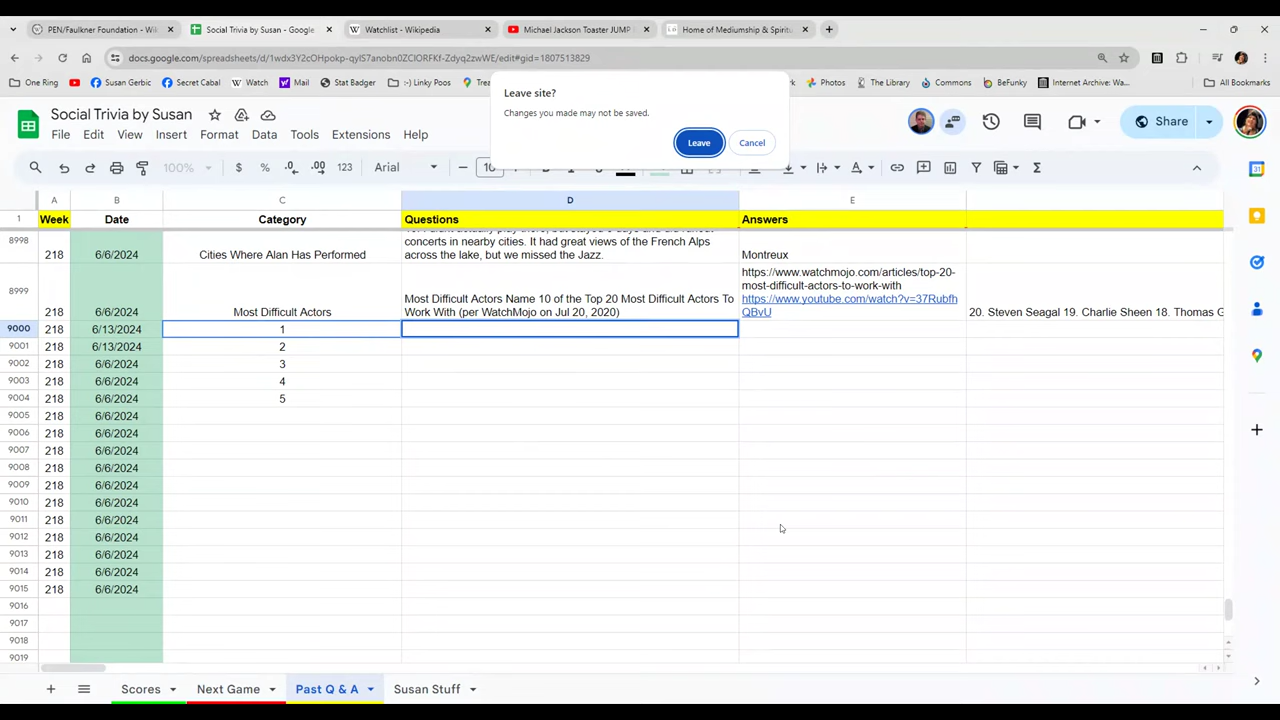 PEN/Faulkner Foundation - Wiki
Social Trivia by Susan - Google
Watchlist - Wikipedia
Michael Jackson Toaster JUMP
Home of Mediumship & Spiritu
docs.google.com/spreadsheets/d/1wdx3Y2cOHpokp-qyIS7anobn0ZCIORFKf-Zdyq2zwWE/edit#gid=1807513829
One Ring
Susan Gerbic
Secret Cabal
Watch
Mail
Stat Badger
:-) Linky Poos
Trea
Airfare
The Library
Commons
BeFunky
Internet Archive: War
All Bookmarks
Leave site?
Changes you made may not be saved.
Leave
Cancel
Social Trivia by Susan
File Edit View Insert Format Data Tools Extensions Help
Share
100%
.0
.00
123
Arial
10
A B C D E
1 Week Date Category Questions Answers
concerts in nearby cities. It had great views of the French Alps
across the lake, but we missed the Jazz.
8998 218 6/6/2024 Cities Where Alan Has Performed Montreux
https://www.watchmojo.com/articles/top-20-
most-difficult-actors-to-work-with
Most Difficult Actors Name 10 of the Top 20 Most Difficult Actors To https://www.youtube.com/watch?v=37Rubfh
8999 218 6/6/2024 Most Difficult Actors Work With (per WatchMojo on Jul 20, 2020) QBvU 20. Steven Seagal 19. Charlie Sheen 18. Thomas G
9000 218 6/13/2024 1
9001 218 6/13/2024 2
9002 218 6/6/2024 3
9003 218 6/6/2024 4
9004 218 6/6/2024 5
9005 218 6/6/2024
9006 218 6/6/2024
9007 218 6/6/2024
9008 218 6/6/2024
9009 218 6/6/2024
9010 218 6/6/2024
9011 218 6/6/2024
9012 218 6/6/2024
9013 218 6/6/2024
9014 218 6/6/2024
9015 218 6/6/2024
9016
9017
9018
9019
Scores
Next Game
Past Q & A
Susan Stuff